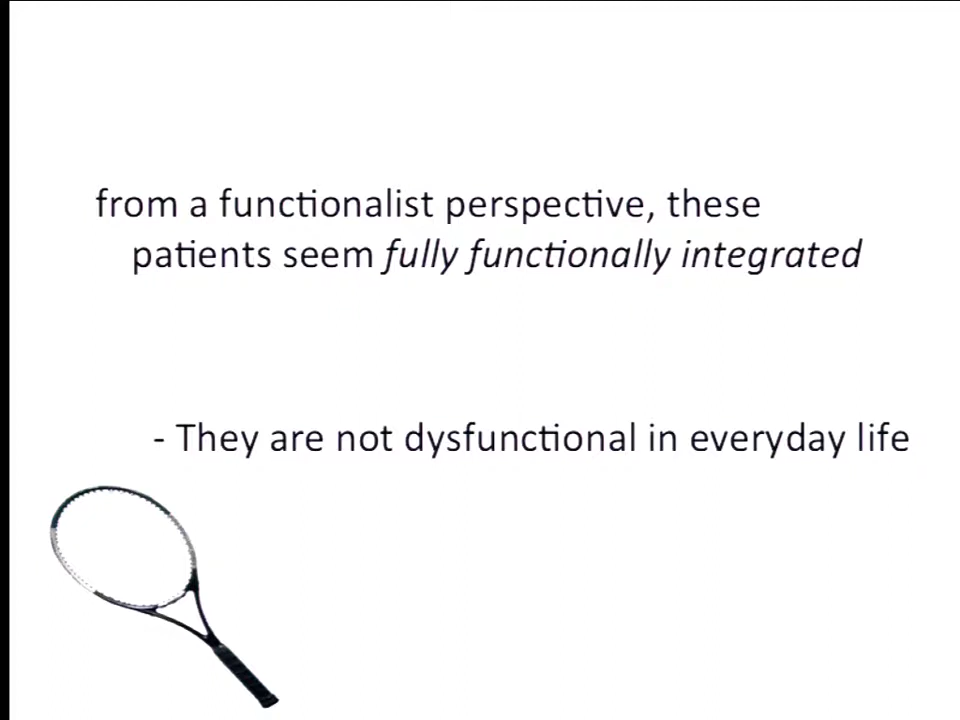 from a functionalist perspective, these
patients seem fully functionally integrated
- They are not dysfunctional in everyday life